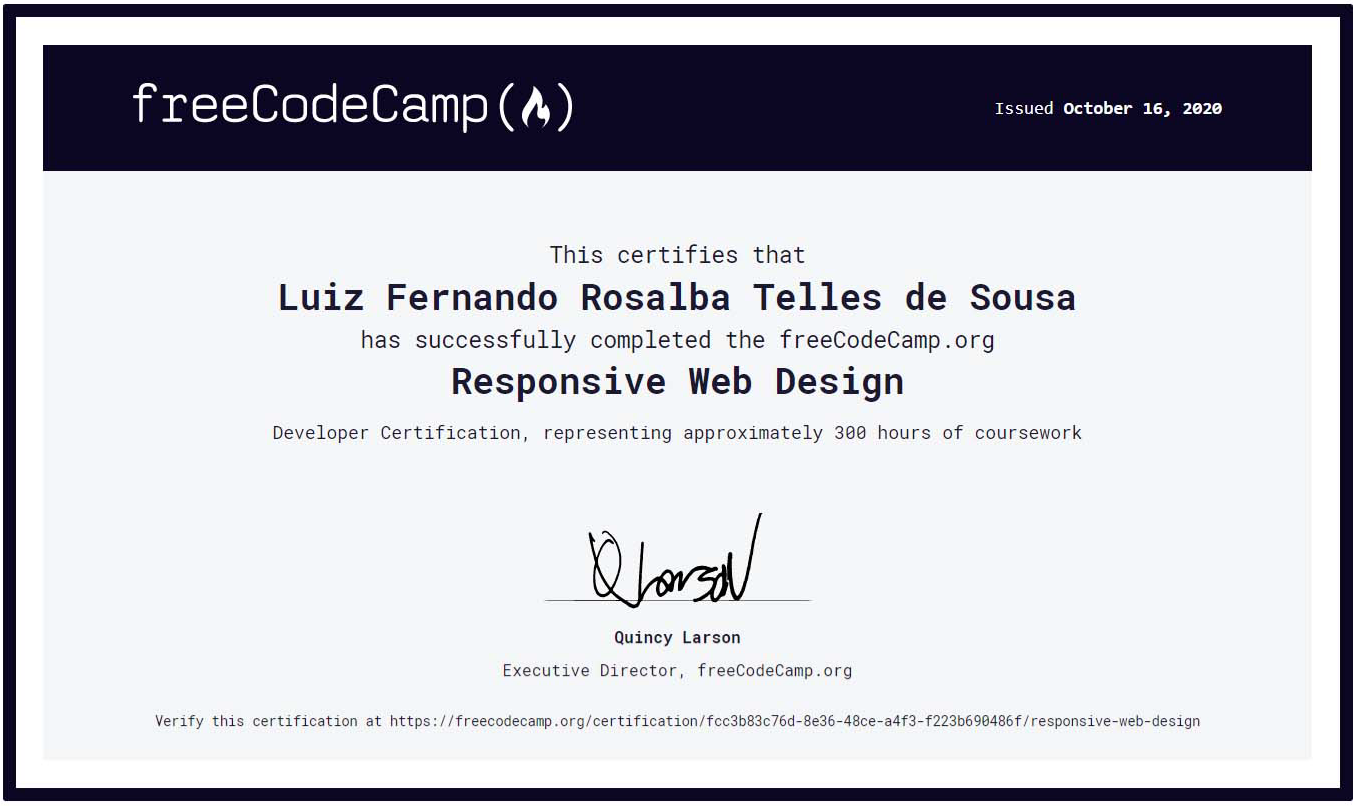 freeCodeCamp(🔥)
Issued October 16, 2020
This certifies that
Luiz Fernando Rosalba Telles de Sousa
has successfully completed the freeCodeCamp.org
Responsive Web Design
Developer Certification, representing approximately 300 hours of coursework
Q Larson
Quincy Larson
Executive Director, freeCodeCamp.org
Verify this certification at https://freecodecamp.org/certification/fcc3b83c76d-8e36-48ce-a4f3-f223b690486f/responsive-web-design